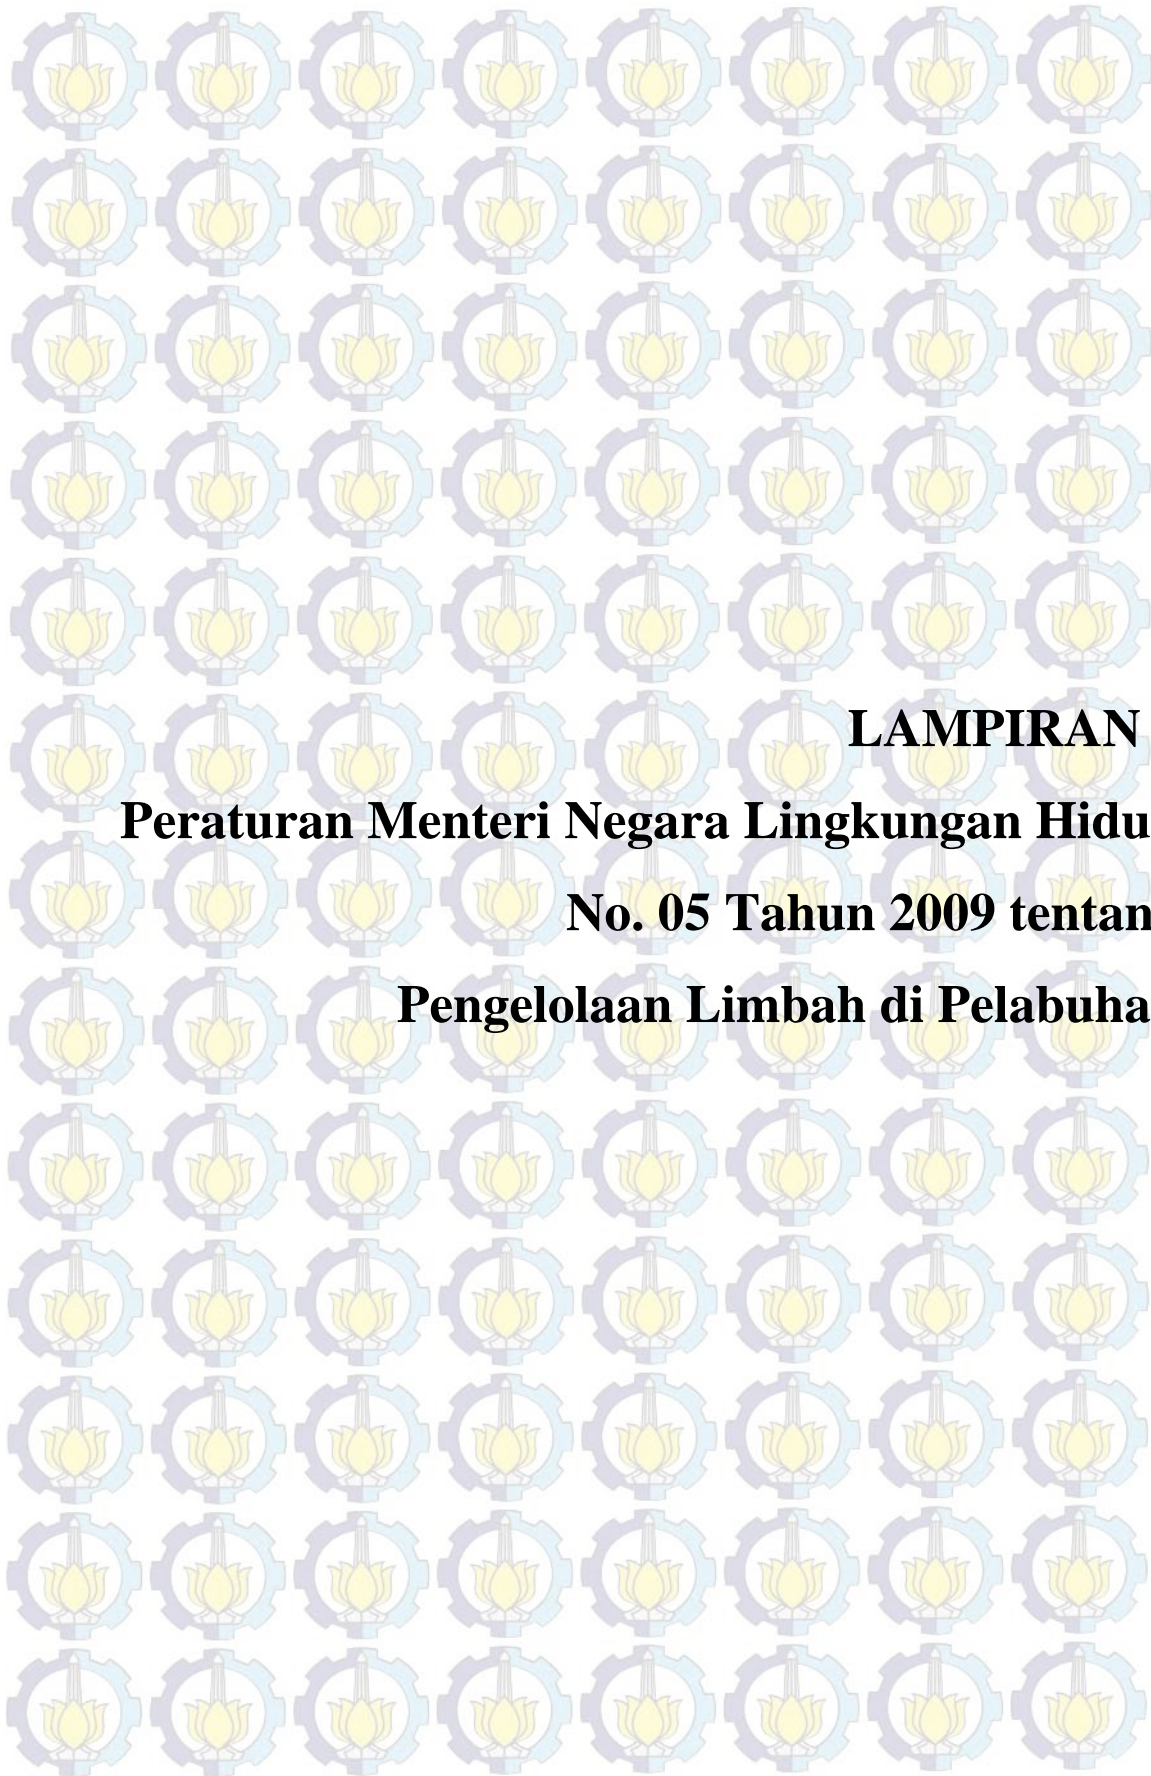 LAMPIRAN
Peraturan Menteri Negara Lingkungan Hidu
No. 05 Tahun 2009 tentan
Pengelolaan Limbah di Pelabuha